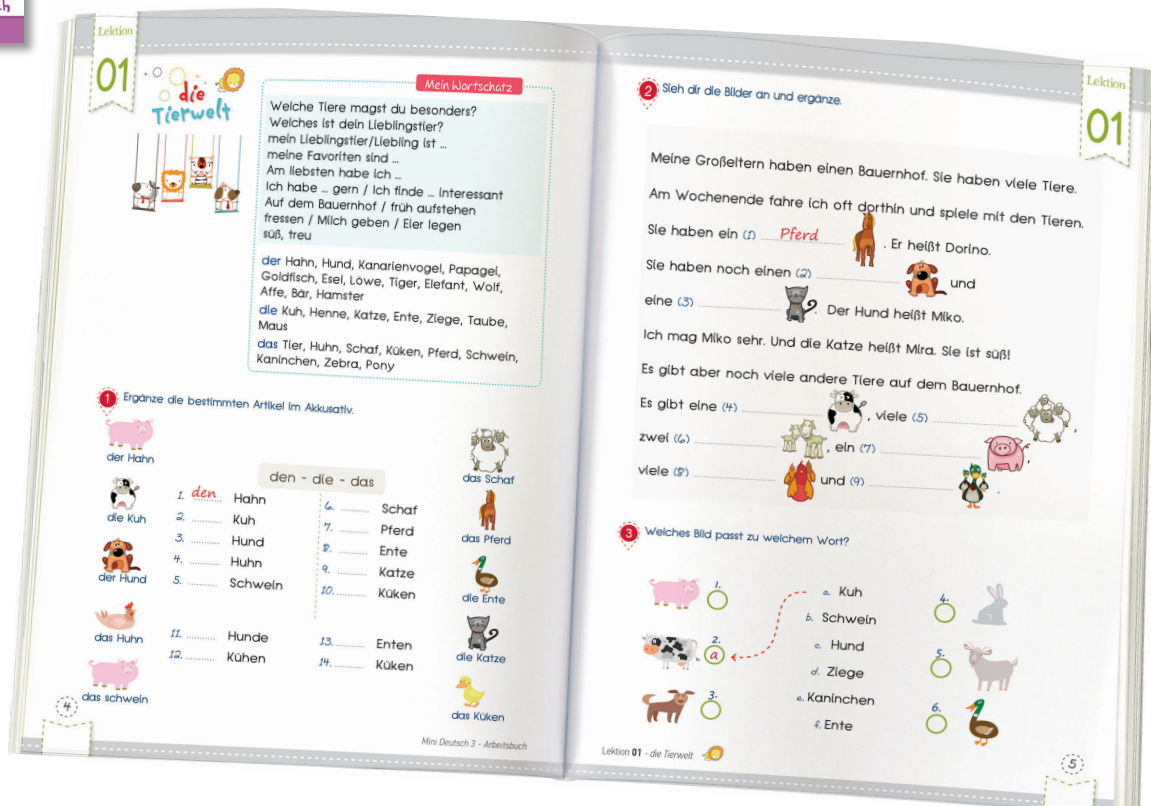 ch
Lektion
01
die
Tierwelt
Mein Wortschatz
Welche Tiere magst du besonders?
Welches ist dein Lieblingstier?
mein Lieblingstier/Liebling ist ...
meine Favoriten sind ...
Am liebsten habe ich ...
Ich habe ... gern / Ich finde ... interessant
Auf dem Bauernhof / früh aufstehen
fressen / Milch geben / Eier legen
süß, treu
der Hahn, Hund, Kanarienvogel, Papagei,
Goldfisch, Esel, Löwe, Tiger, Elefant, Wolf,
Affe, Bär, Hamster
die Kuh, Henne, Katze, Ente, Ziege, Taube,
Maus
das Tier, Huhn, Schaf, Küken, Pferd, Schwein,
Kaninchen, Zebra, Pony
1 Ergänze die bestimmten Artikel im Akkusativ.
der Hahn
die Kuh
der Hund
das Huhn
das schwein
den - die - das
1. den Hahn
2. ......... Kuh
3. ......... Hund
4. ......... Huhn
5. ......... Schwein
6. ......... Schaf
7. ......... Pferd
8. ......... Ente
9. ......... Katze
10. ......... Küken
11. ......... Hunde
12. ......... Kühen
13. ......... Enten
14. ......... Küken
das Schaf
das Pferd
die Ente
die Katze
das Küken
4
Mini Deutsch 3 - Arbeitsbuch
Lektion
01
2 Sieh dir die Bilder an und ergänze.
Meine Großeltern haben einen Bauernhof. Sie haben viele Tiere.
Am Wochenende fahre ich oft dorthin und spiele mit den Tieren.
Sie haben ein (1) Pferd . Er heißt Dorino.
Sie haben noch einen (2) .................... und
eine (3) .................... . Der Hund heißt Miko.
Ich mag Miko sehr. Und die Katze heißt Mira. Sie ist süß!
Es gibt aber noch viele andere Tiere auf dem Bauernhof.
Es gibt eine (4) .................... , viele (5) .................... ,
zwei (6) .................... , ein (7) .................... ,
viele (8) .................... und (9) .................... .
3 Welches Bild passt zu welchem Wort?
1.
2.
a
3.
a. Kuh
b. Schwein
c. Hund
d. Ziege
e. Kaninchen
f. Ente
4.
5.
6.
Lektion 01 - die Tierwelt
5